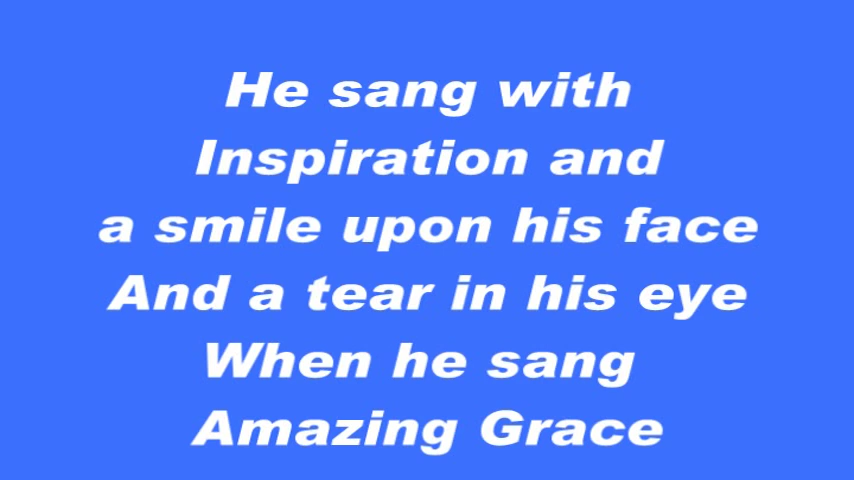 He sang with
Inspiration and
a smile upon his face
And a tear in his eye
When he sang
Amazing Grace